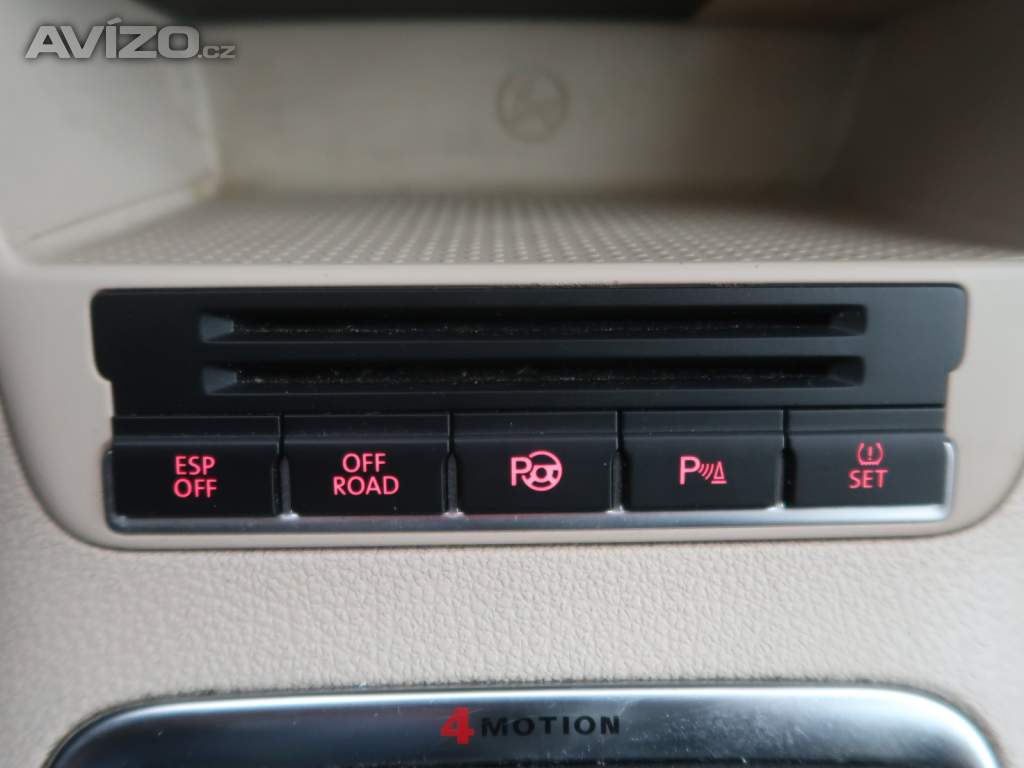 AVÍZO.cz
ESP
OFF
OFF
ROAD
P
P
SET
4MOTION